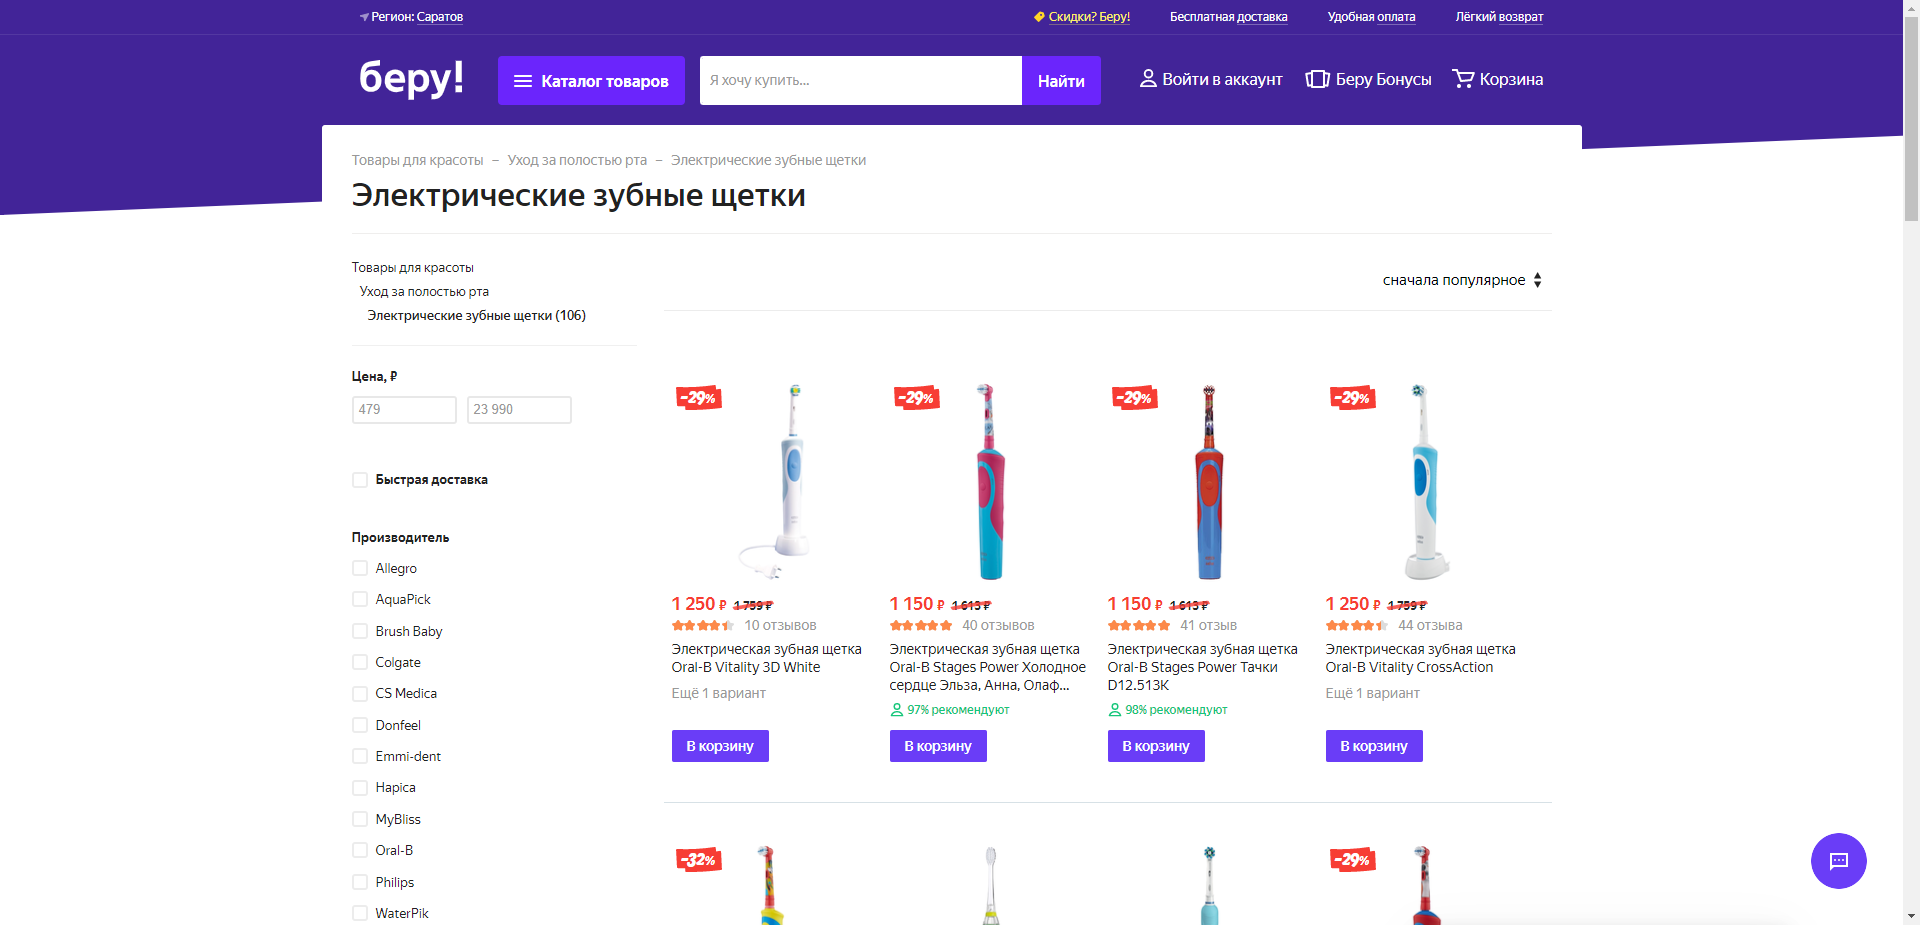 Регион: Саратов
Скидки? Беру!
Бесплатная доставка
Удобная оплата
Лёгкий возврат
беру!
Каталог товаров
Я хочу купить...
Найти
Войти в аккаунт
Беру Бонусы
Корзина
Товары для красоты – Уход за полостью рта – Электрические зубные щетки
Электрические зубные щетки
Товары для красоты
Уход за полостью рта
Электрические зубные щетки (106)
сначала популярное
Цена, ₽
479
23 990
Быстрая доставка
Производитель
Allegro
AquaPick
Brush Baby
Colgate
CS Medica
Donfeel
Emmi-dent
Hapica
MyBliss
Oral-B
Philips
WaterPik
-29%
1 250 ₽ 1 759 ₽
10 отзывов
Электрическая зубная щетка
Oral-B Vitality 3D White
Ещё 1 вариант
В корзину
-29%
1 150 ₽ 1 613 ₽
40 отзывов
Электрическая зубная щетка
Oral-B Stages Power Холодное
сердце Эльза, Анна, Олаф...
97% рекомендуют
В корзину
-29%
1 150 ₽ 1 613 ₽
41 отзыв
Электрическая зубная щетка
Oral-B Stages Power Тачки
D12.513K
98% рекомендуют
В корзину
-29%
1 250 ₽ 1 759 ₽
44 отзыва
Электрическая зубная щетка
Oral-B Vitality CrossAction
Ещё 1 вариант
В корзину
-32%
-29%